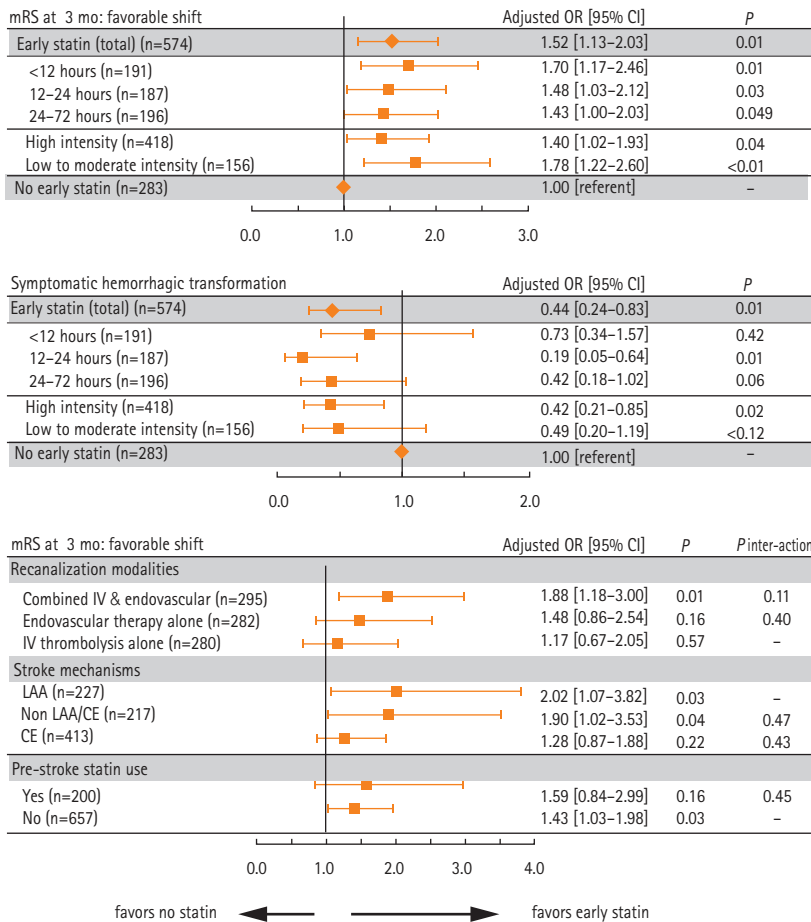 mRS at 3 mo: favorable shift Adjusted OR [95% CI] P
Early statin (total) (n=574) 1.52 [1.13–2.03] 0.01
<12 hours (n=191) 1.70 [1.17–2.46] 0.01
12–24 hours (n=187) 1.48 [1.03–2.12] 0.03
24–72 hours (n=196) 1.43 [1.00–2.03] 0.049
High intensity (n=418) 1.40 [1.02–1.93] 0.04
Low to moderate intensity (n=156) 1.78 [1.22–2.60] <0.01
No early statin (n=283) 1.00 [referent] –
0.0 1.0 2.0 3.0
Symptomatic hemorrhagic transformation Adjusted OR [95% CI] P
Early statin (total) (n=574) 0.44 [0.24–0.83] 0.01
<12 hours (n=191) 0.73 [0.34–1.57] 0.42
12–24 hours (n=187) 0.19 [0.05–0.64] 0.01
24–72 hours (n=196) 0.42 [0.18–1.02] 0.06
High intensity (n=418) 0.42 [0.21–0.85] 0.02
Low to moderate intensity (n=156) 0.49 [0.20–1.19] <0.12
No early statin (n=283) 1.00 [referent] –
0.0 1.0 2.0
mRS at 3 mo: favorable shift Adjusted OR [95% CI] P P inter-action
Recanalization modalities
Combined IV & endovascular (n=295) 1.88 [1.18–3.00] 0.01 0.11
Endovascular therapy alone (n=282) 1.48 [0.86–2.54] 0.16 0.40
IV thrombolysis alone (n=280) 1.17 [0.67–2.05] 0.57 –
Stroke mechanisms
LAA (n=227) 2.02 [1.07–3.82] 0.03 –
Non LAA/CE (n=217) 1.90 [1.02–3.53] 0.04 0.47
CE (n=413) 1.28 [0.87–1.88] 0.22 0.43
Pre-stroke statin use
Yes (n=200) 1.59 [0.84–2.99] 0.16 0.45
No (n=657) 1.43 [1.03–1.98] 0.03 –
0.0 1.0 2.0 3.0 4.0
favors no statin favors early statin